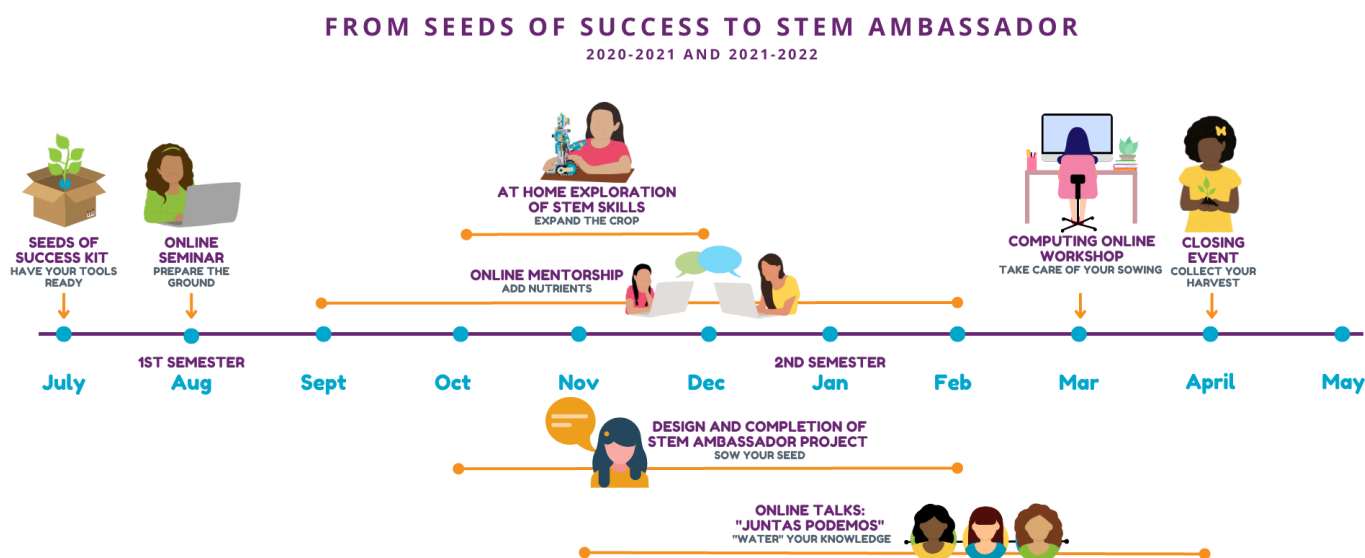 FROM SEEDS OF SUCCESS TO STEM AMBASSADOR
2020-2021 AND 2021-2022
SEEDS OF
SUCCESS KIT
HAVE YOUR TOOLS
READY
ONLINE
SEMINAR
PREPARE THE
GROUND
AT HOME EXPLORATION
OF STEM SKILLS
EXPAND THE CROP
ONLINE MENTORSHIP
ADD NUTRIENTS
COMPUTING ONLINE
WORKSHOP
TAKE CARE OF YOUR SOWING
CLOSING
EVENT
COLLECT YOUR
HARVEST
1ST SEMESTER
2ND SEMESTER
July
Aug
Sept
Oct
Nov
Dec
Jan
Feb
Mar
April
May
DESIGN AND COMPLETION OF
STEM AMBASSADOR PROJECT
SOW YOUR SEED
ONLINE TALKS:
"JUNTAS PODEMOS"
"WATER" YOUR KNOWLEDGE